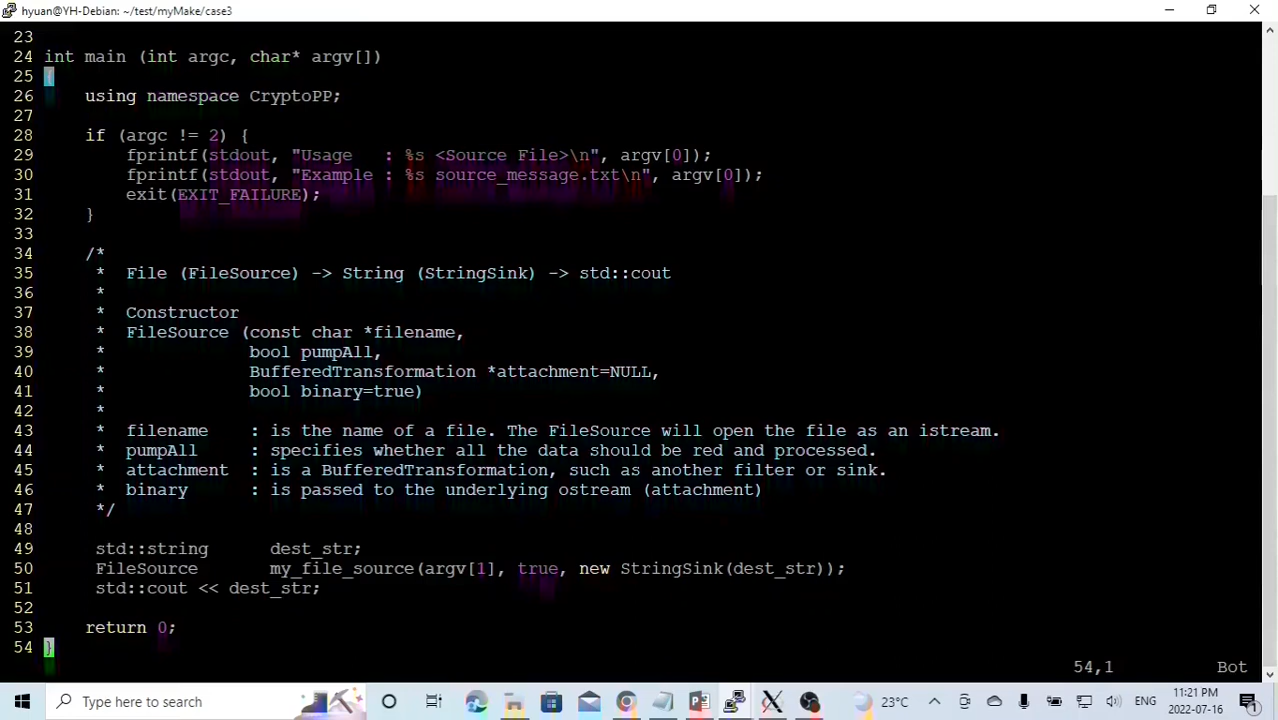 hyuan@YH-Debian: ~/test/myMake/case3
23
24 int main (int argc, char* argv[])
25 {
26     using namespace CryptoPP;
27
28     if (argc != 2) {
29         fprintf(stdout, "Usage   : %s <Source File>\n", argv[0]);
30         fprintf(stdout, "Example : %s source_message.txt\n", argv[0]);
31         exit(EXIT_FAILURE);
32     }
33
34     /*
35      *  File (FileSource) -> String (StringSink) -> std::cout
36      *
37      *  Constructor
38      *  FileSource (const char *filename,
39      *              bool pumpAll,
40      *              BufferedTransformation *attachment=NULL,
41      *              bool binary=true)
42      *
43      *  filename    : is the name of a file. The FileSource will open the file as an istream.
44      *  pumpAll     : specifies whether all the data should be red and processed.
45      *  attachment  : is a BufferedTransformation, such as another filter or sink.
46      *  binary      : is passed to the underlying ostream (attachment)
47      */
48
49      std::string      dest_str;
50      FileSource       my_file_source(argv[1], true, new StringSink(dest_str));
51      std::cout << dest_str;
52
53     return 0;
54 }
54,1 Bot
Type here to search
23°C
ENG
11:21 PM
2022-07-16
1